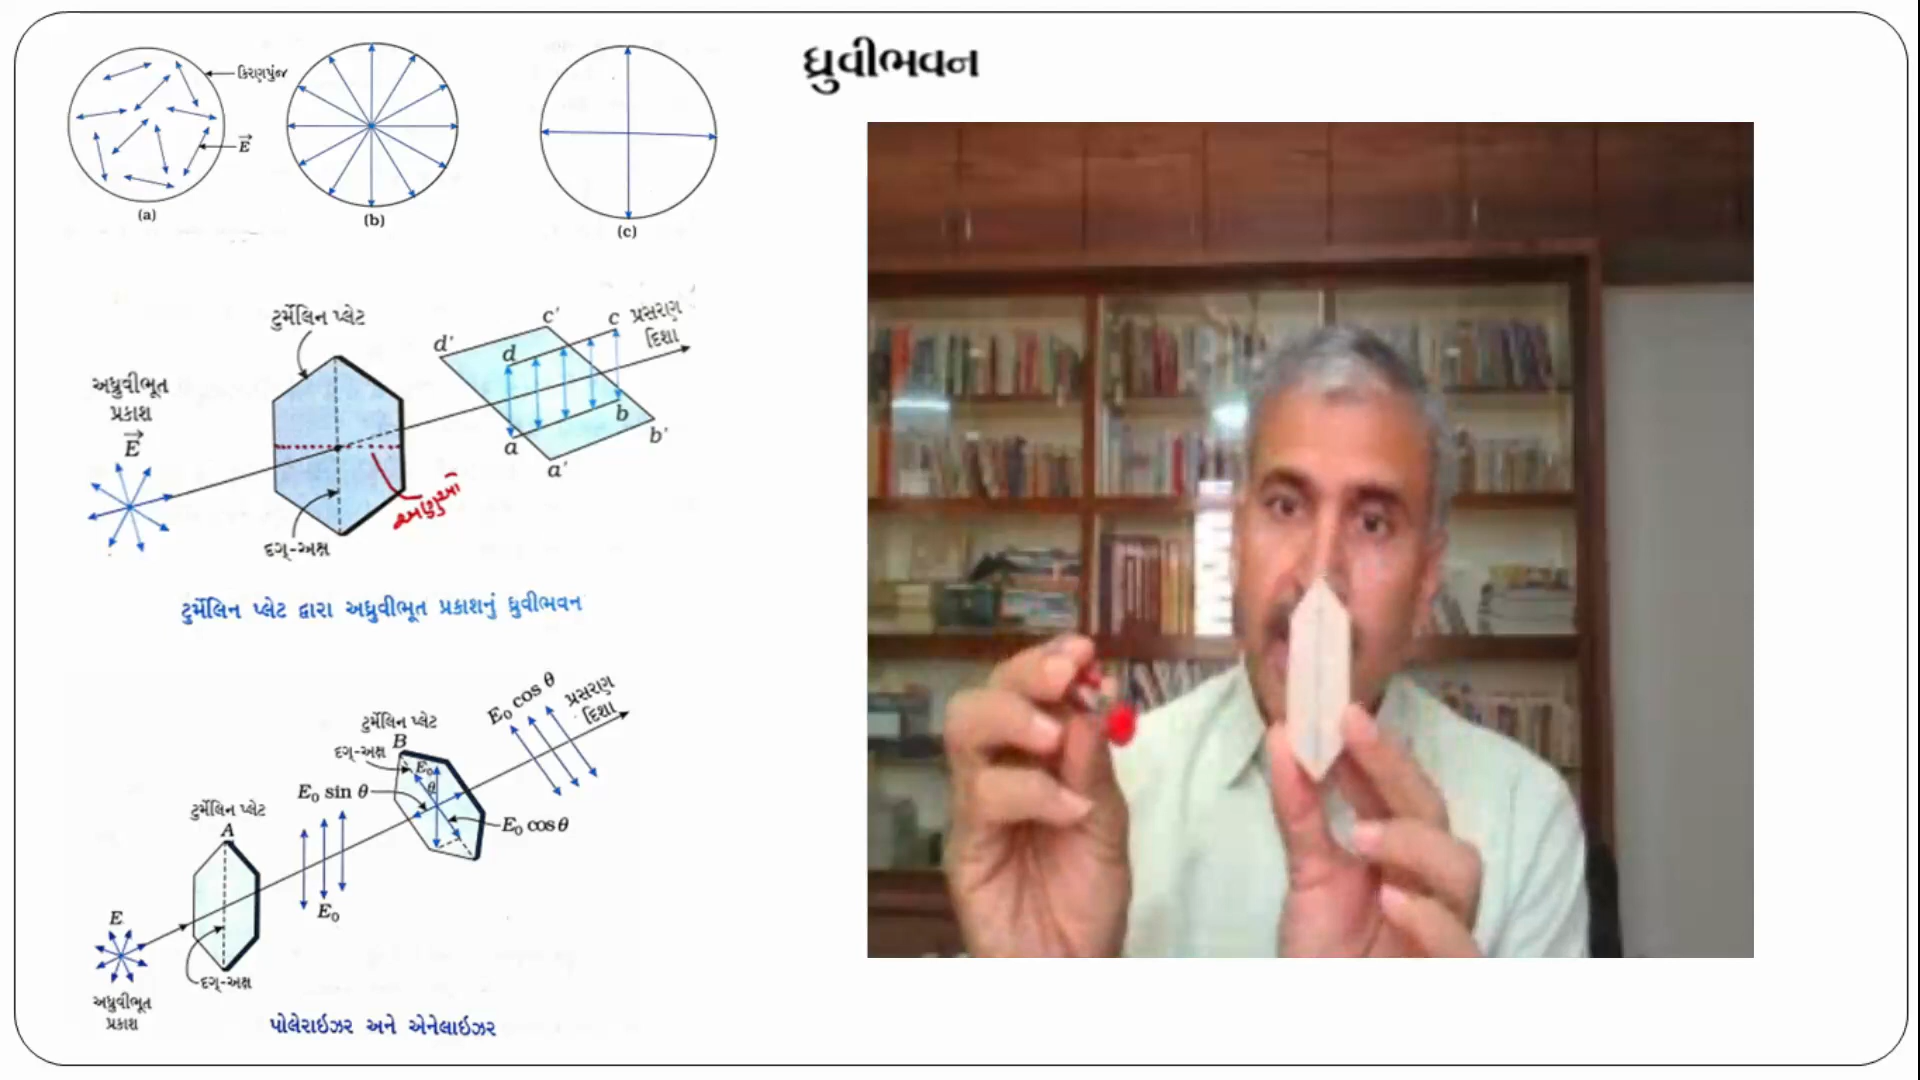 ધ્રુવીભવન
કિરણપુંજ
E
(a)
(b)
(c)
ટુર્મેલિન પ્લેટ
અધ્રુવીભૂત
પ્રકાશ
E
દગ્-અક્ષ
અણુઓ
d'
c'
d
c
a
b
a'
b'
પ્રસરણ
દિશા
ટુર્મેલિન પ્લેટ દ્વારા અધ્રુવીભૂત પ્રકાશનું ધ્રુવીભવન
ટુર્મેલિન પ્લેટ
A
E
દગ્-અક્ષ
અધ્રુવીભૂત
પ્રકાશ
E₀
ટુર્મેલિન પ્લેટ
B
દગ્-અક્ષ
E₀
θ
E₀ sin θ
E₀ cos θ
E₀ cos θ
પ્રસરણ
દિશા
પોલેરાઇઝર અને એનેલાઇઝર